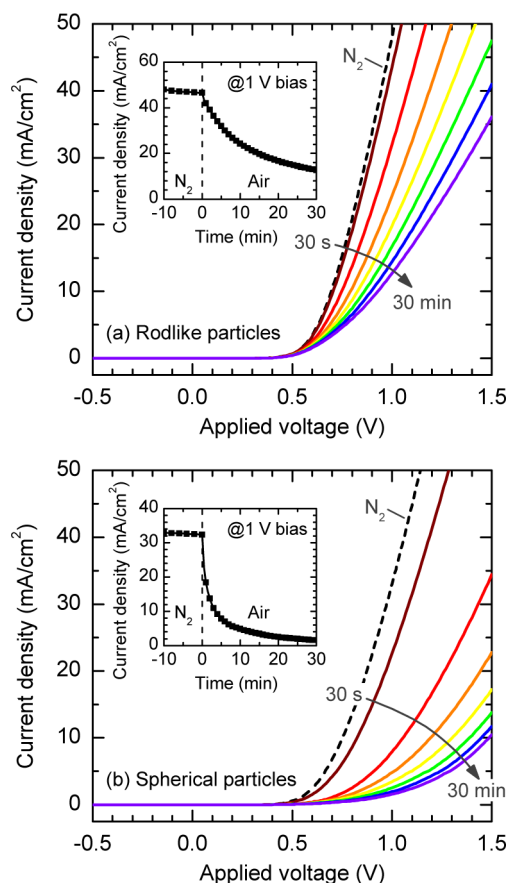 50
40
30
20
10
0
Current density (mA/cm²)
60
40
20
0
Current density (mA/cm²)
@1 V bias
N₂
Air
-10 0 10 20 30
Time (min)
N₂
30 s
30 min
(a) Rodlike particles
-0.5 0.0 0.5 1.0 1.5
Applied voltage (V)
50
40
30
20
10
0
Current density (mA/cm²)
40
30
20
10
0
Current density (mA/cm²)
@1 V bias
N₂
Air
-10 0 10 20 30
Time (min)
N₂
30 s
30 min
(b) Spherical particles
-0.5 0.0 0.5 1.0 1.5
Applied voltage (V)